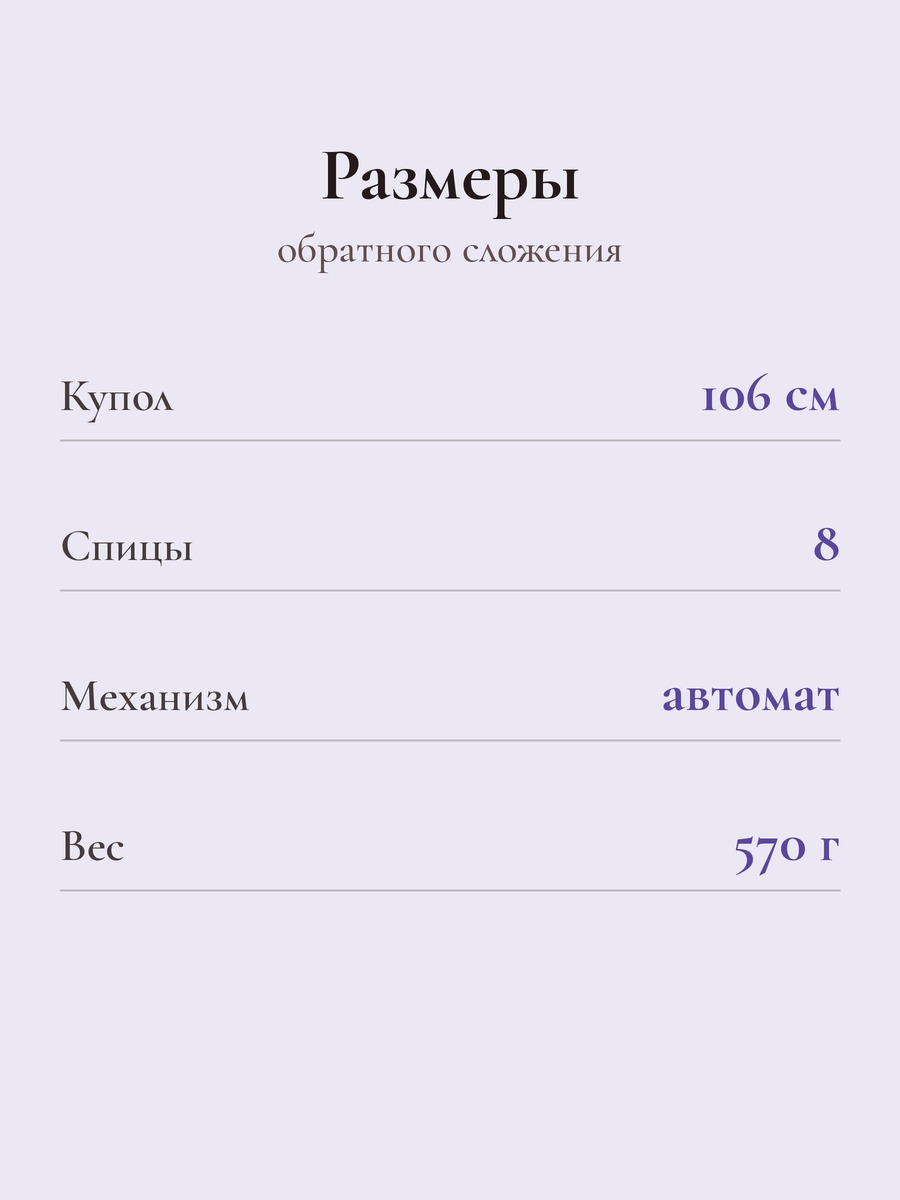 Размеры
обратного сложения
Купол 106 см
Спицы 8
Механизм автомат
Вес 570 г